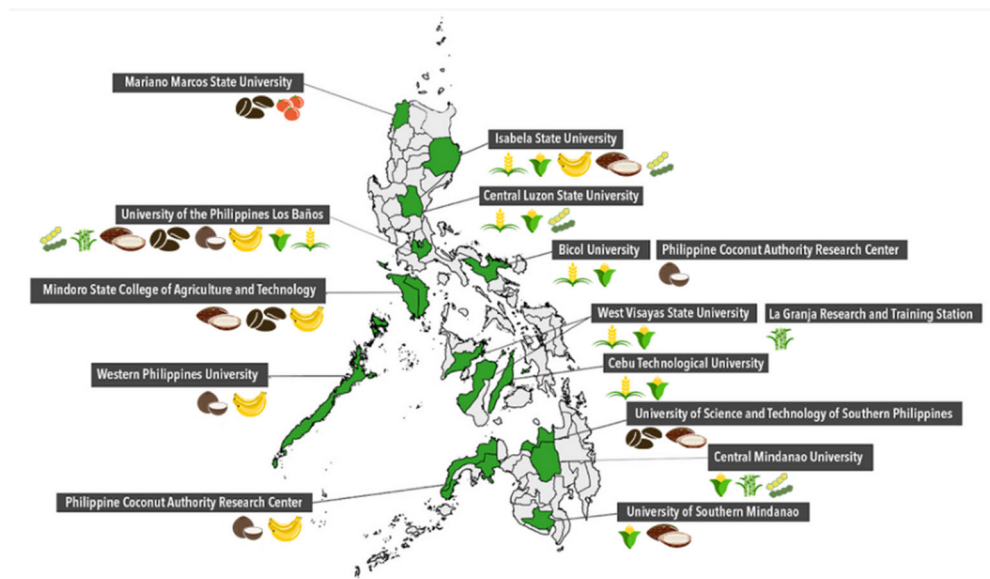 Mariano Marcos State University
Isabela State University
Central Luzon State University
University of the Philippines Los Baños
Bicol University
Philippine Coconut Authority Research Center
Mindoro State College of Agriculture and Technology
West Visayas State University
La Granja Research and Training Station
Cebu Technological University
Western Philippines University
University of Science and Technology of Southern Philippines
Central Mindanao University
Philippine Coconut Authority Research Center
University of Southern Mindanao